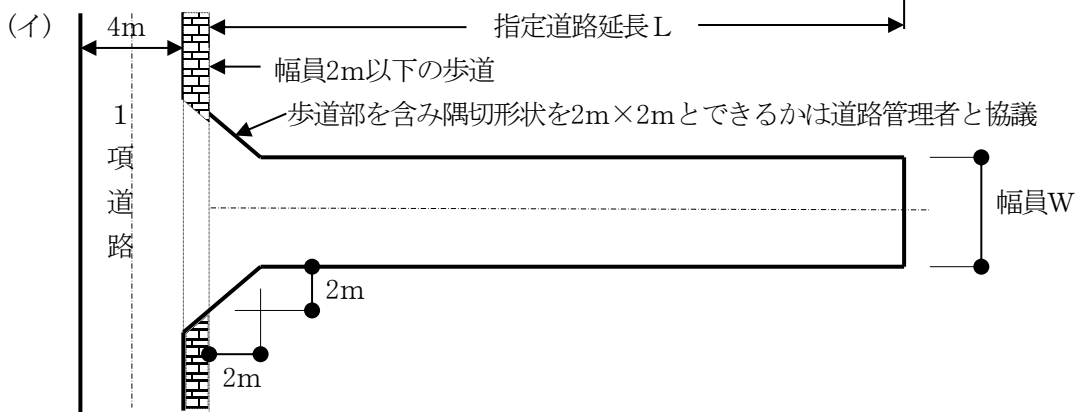 (イ)
4m
指定道路延長L
幅員2m以下の歩道
歩道部を含み隅切形状を2m×2mとできるかは道路管理者と協議
1項道路
幅員W
2m
2m